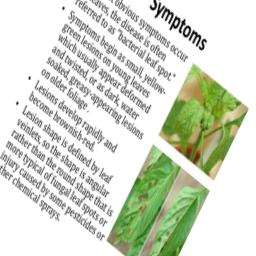 Symptoms
obvious symptoms occur
leaves, the disease is often
referred to as "bacterial leaf spot."
• Symptoms begin as small, yellow-
green lesions on young leaves
which usually appear deformed
and twisted, or as dark, water
soaked, greasy-appearing lesions
on older foliage.
• Lesions develop rapidly and
become brownish-red.
• Lesion shape is defined by leaf
veinlets, so the shape is angular
rather than the round shape that is
more typical of fungal leaf spots or
injury caused by some pesticides or
other chemical sprays.